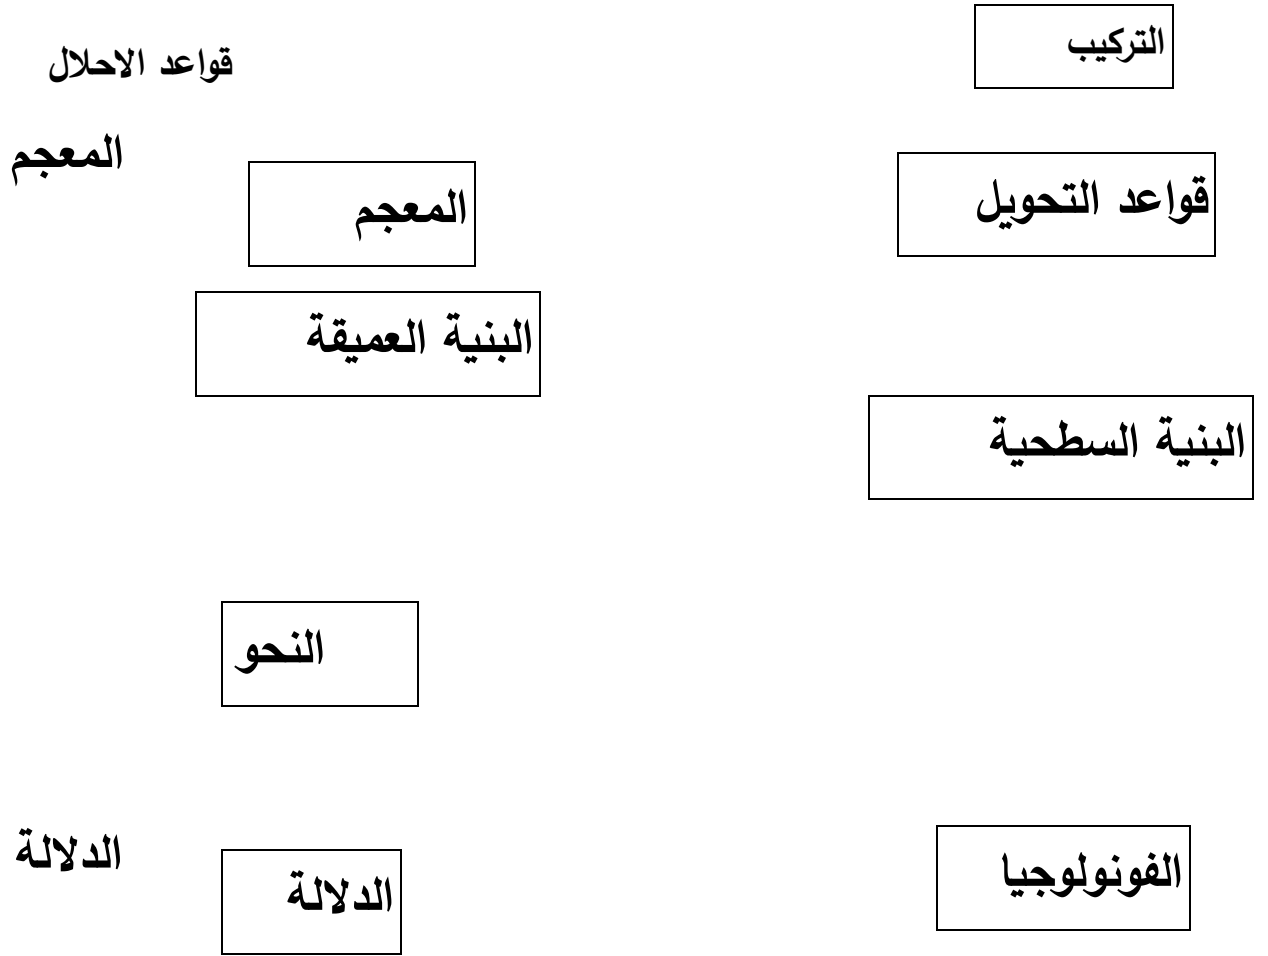 التركيب
قواعد الاحلال
المعجم
قواعد التحويل
المعجم
البنية العميقة
البنية السطحية
النحو
الفونولوجيا
الدلالة
الدلالة